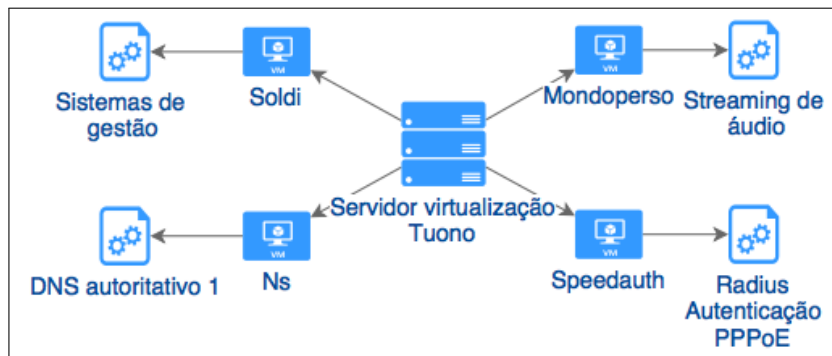 VM
VM
Sistemas de
gestão
Soldi
Mondoperso
Streaming de
áudio
Servidor virtualização
Tuono
VM
VM
DNS autoritativo 1
Ns
Speedauth
Radius
Autenticação
PPPoE